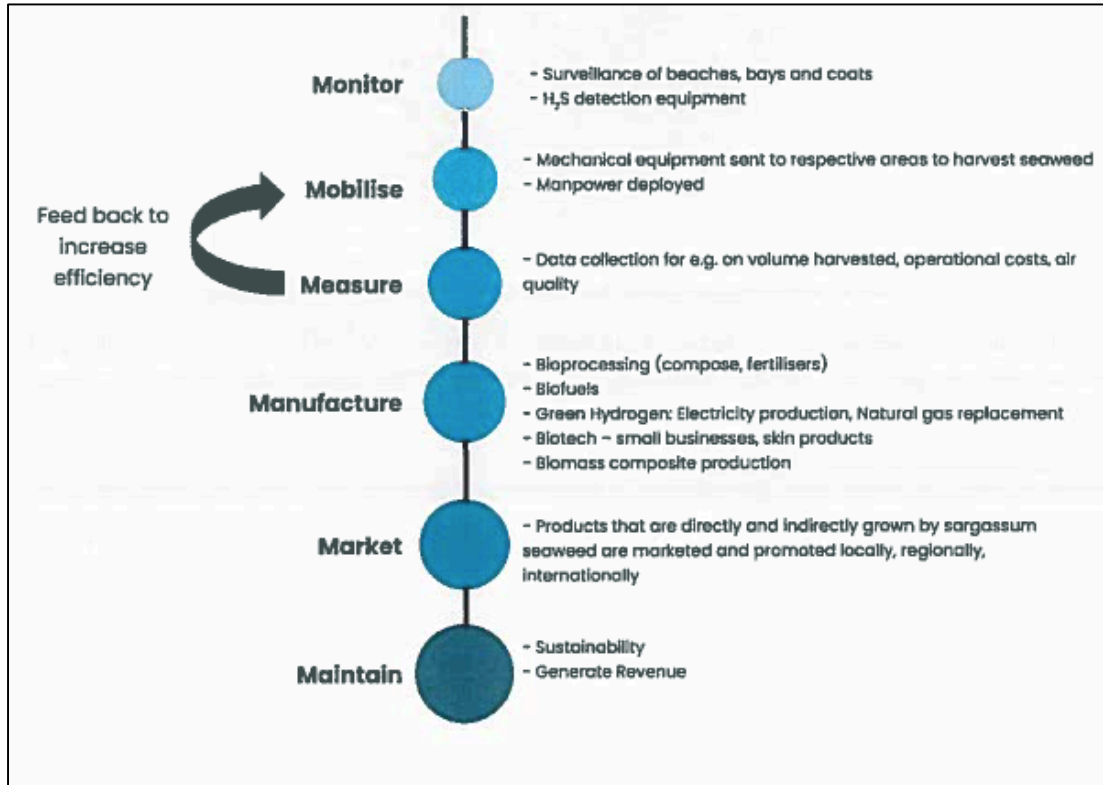 Monitor
- Surveillance of beaches, bays and coats
- H₂S detection equipment
Mobilise
- Mechanical equipment sent to respective areas to harvest seaweed
- Manpower deployed
Feed back to
increase
efficiency
Measure
- Data collection for e.g. on volume harvested, operational costs, air
quality
Manufacture
- Bioprocessing (compose, fertilisers)
- Biofuels
- Green Hydrogen: Electricity production, Natural gas replacement
- Biotech – small businesses, skin products
- Biomass composite production
Market
- Products that are directly and indirectly grown by sargassum
seaweed are marketed and promoted locally, regionally,
internationally
Maintain
- Sustainability
- Generate Revenue